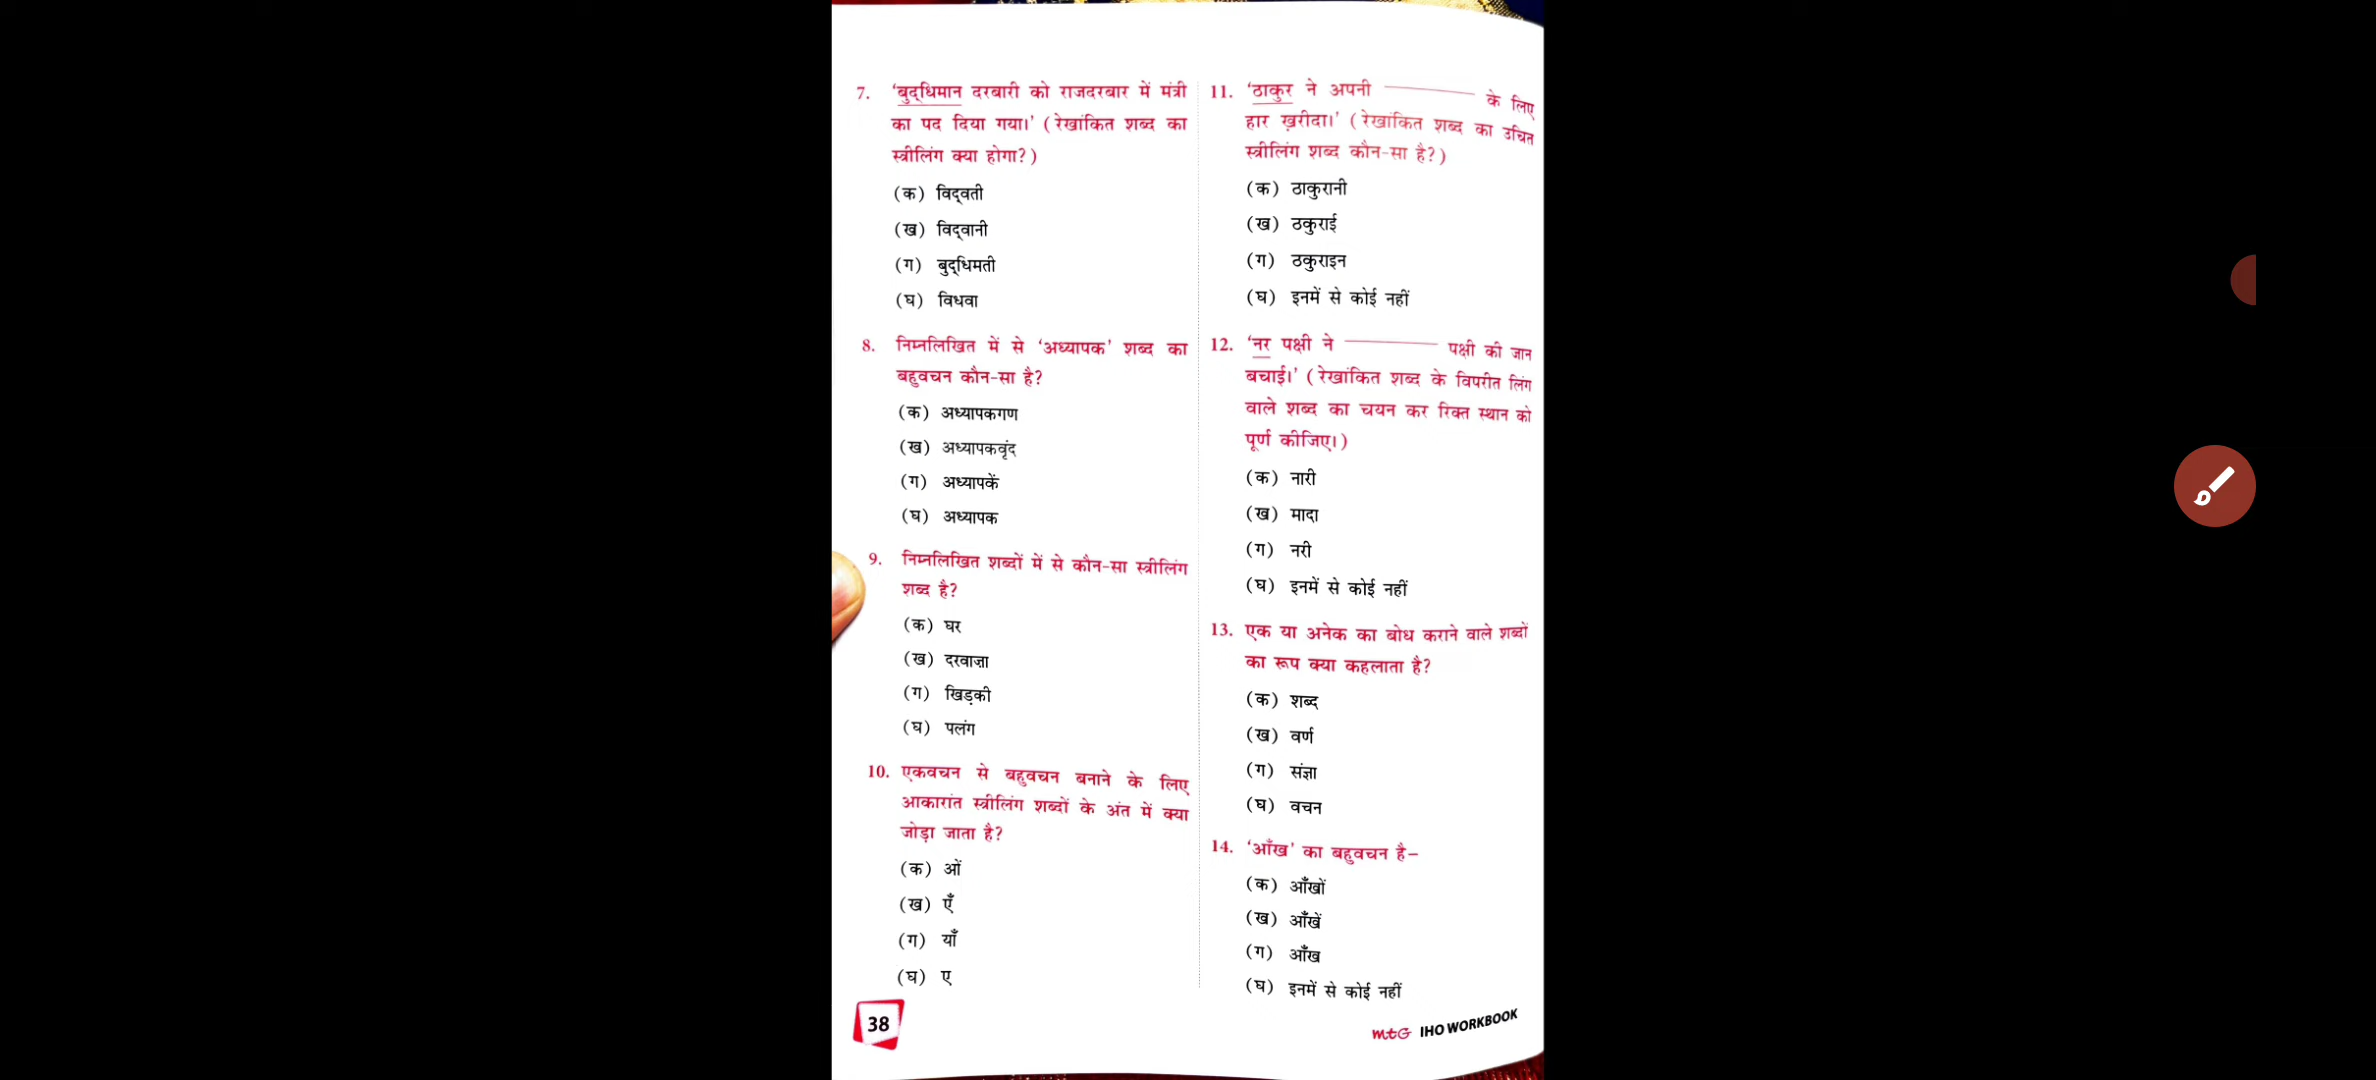 7. ‘बुद्धिमान दरबारी को राजदरबार में मंत्री
का पद दिया गया।’ (रेखांकित शब्द का
स्त्रीलिंग क्या होगा?)
(क) विद्वती
(ख) विद्वानी
(ग) बुद्धिमती
(घ) विधवा
8. निम्नलिखित में से ‘अध्यापक’ शब्द का
बहुवचन कौन-सा है?
(क) अध्यापकगण
(ख) अध्यापकवृंद
(ग) अध्यापकें
(घ) अध्यापक
9. निम्नलिखित शब्दों में से कौन-सा स्त्रीलिंग
शब्द है?
(क) घर
(ख) दरवाज़ा
(ग) खिड़की
(घ) पलंग
10. एकवचन से बहुवचन बनाने के लिए
आकारांत स्त्रीलिंग शब्दों के अंत में क्या
जोड़ा जाता है?
(क) ओं
(ख) एँ
(ग) याँ
(घ) ए
38
11. ‘ठाकुर ने अपनी ________ के लिए
हार ख़रीदा।’ (रेखांकित शब्द का उचित
स्त्रीलिंग शब्द कौन-सा है?)
(क) ठाकुरानी
(ख) ठकुराई
(ग) ठकुराइन
(घ) इनमें से कोई नहीं
12. ‘नर पक्षी ने ________ पक्षी की जान
बचाई।’ (रेखांकित शब्द के विपरीत लिंग
वाले शब्द का चयन कर रिक्त स्थान को
पूर्ण कीजिए।)
(क) नारी
(ख) मादा
(ग) नरी
(घ) इनमें से कोई नहीं
13. एक या अनेक का बोध कराने वाले शब्दों
का रूप क्या कहलाता है?
(क) शब्द
(ख) वर्ण
(ग) संज्ञा
(घ) वचन
14. ‘आँख’ का बहुवचन है–
(क) आँखों
(ख) आँखें
(ग) आँख
(घ) इनमें से कोई नहीं
mtG IHO WORKBOOK